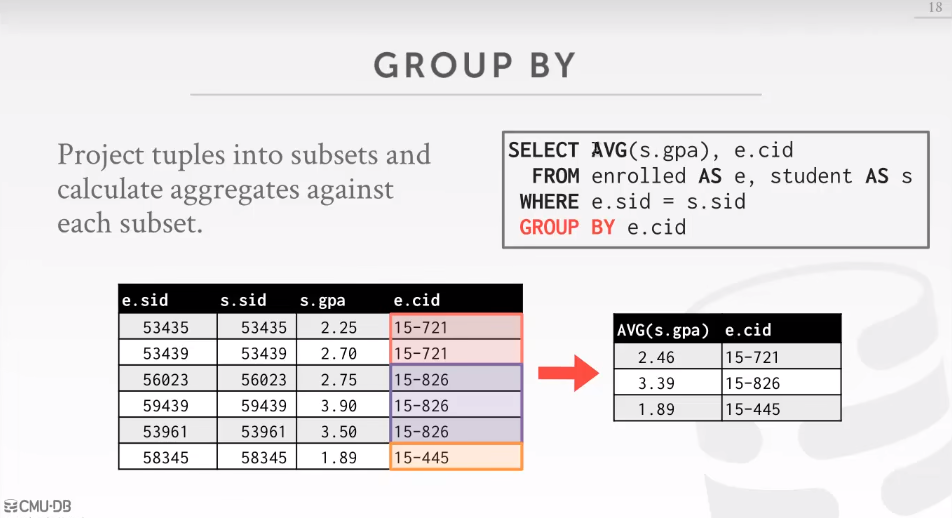 18
GROUP BY
Project tuples into subsets and
calculate aggregates against
each subset.
SELECT AVG(s.gpa), e.cid
FROM enrolled AS e, student AS s
WHERE e.sid = s.sid
GROUP BY e.cid
e.sid s.sid s.gpa e.cid
53435 53435 2.25 15-721
53439 53439 2.70 15-721
56023 56023 2.75 15-826
59439 59439 3.90 15-826
53961 53961 3.50 15-826
58345 58345 1.89 15-445
AVG(s.gpa) e.cid
2.46 15-721
3.39 15-826
1.89 15-445
CMU·DB